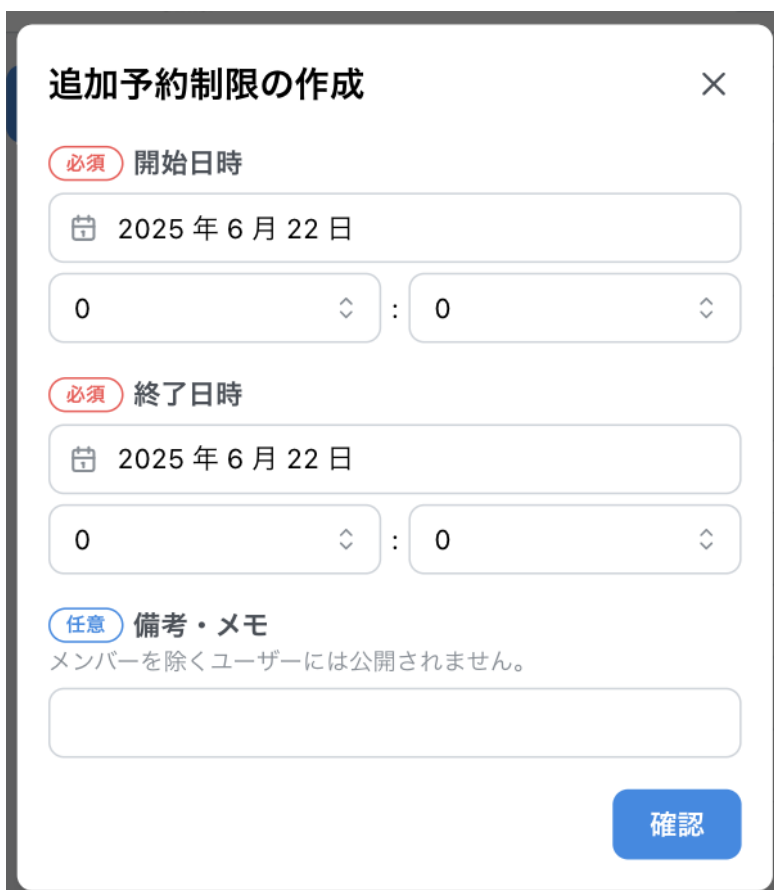 追加予約制限の作成
必須 開始日時
2025 年 6 月 22 日
0 : 0
必須 終了日時
2025 年 6 月 22 日
0 : 0
任意 備考・メモ
メンバーを除くユーザーには公開されません。
確認